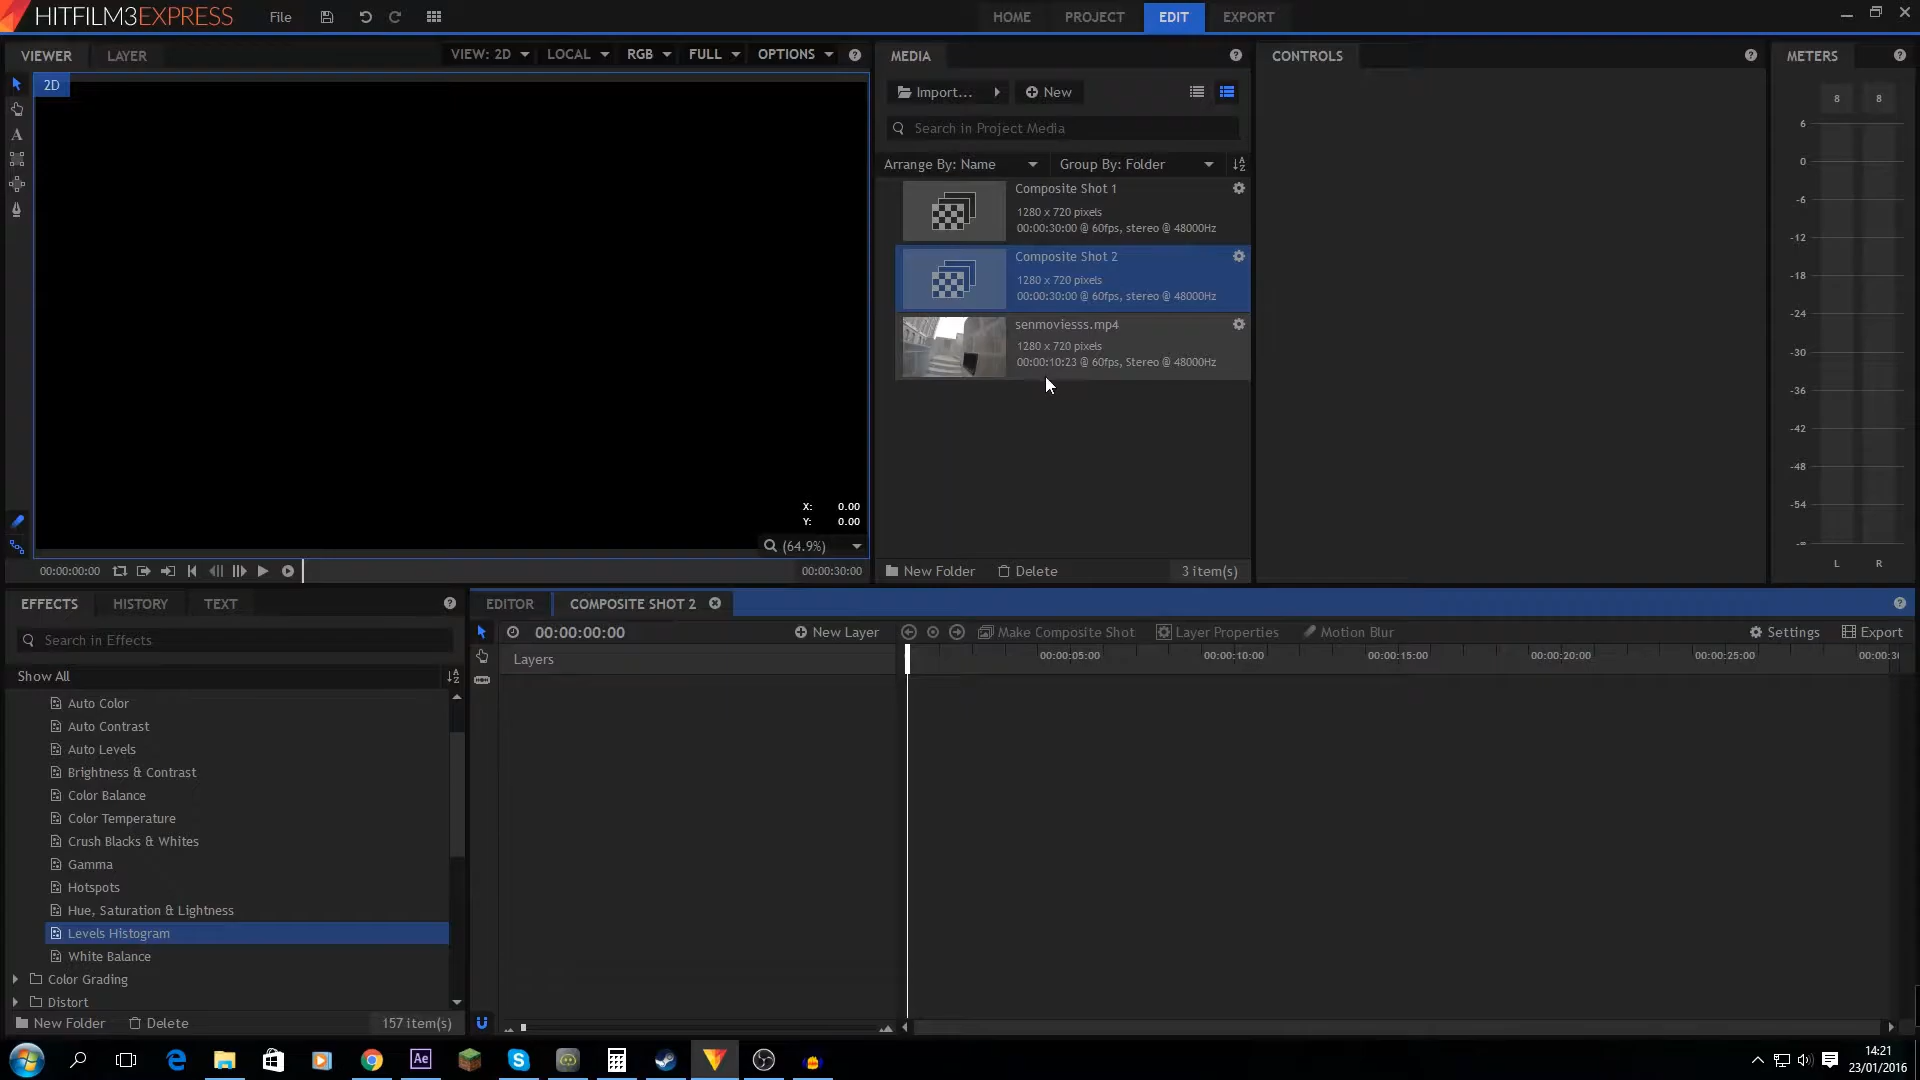 HITFILM3EXPRESS
File
HOME
PROJECT
EDIT
EXPORT
VIEWER
LAYER
VIEW: 2D
LOCAL
RGB
FULL
OPTIONS
2D
X: 0.00
Y: 0.00
(64.9%)
00:00:00:00
00:00:30:00
MEDIA
Import...
New
Search in Project Media
Arrange By: Name
Group By: Folder
Composite Shot 1
1280 x 720 pixels
00:00:30:00 @ 60fps, stereo @ 48000Hz
Composite Shot 2
1280 x 720 pixels
00:00:30:00 @ 60fps, stereo @ 48000Hz
senmoviesss.mp4
1280 x 720 pixels
00:00:10:23 @ 60fps, Stereo @ 48000Hz
New Folder
Delete
3 item(s)
CONTROLS
METERS
8 8
6
0
-6
-12
-18
-24
-30
-36
-42
-48
-54
-∞
L R
EFFECTS
HISTORY
TEXT
Search in Effects
Show All
Auto Color
Auto Contrast
Auto Levels
Brightness & Contrast
Color Balance
Color Temperature
Crush Blacks & Whites
Gamma
Hotspots
Hue, Saturation & Lightness
Levels Histogram
White Balance
Color Grading
Distort
New Folder
Delete
157 item(s)
EDITOR
COMPOSITE SHOT 2
00:00:00:00
New Layer
Make Composite Shot
Layer Properties
Motion Blur
Settings
Export
Layers
00:00:05:00
00:00:10:00
00:00:15:00
00:00:20:00
00:00:25:00
00:00:3
Ae
14:21
23/01/2016